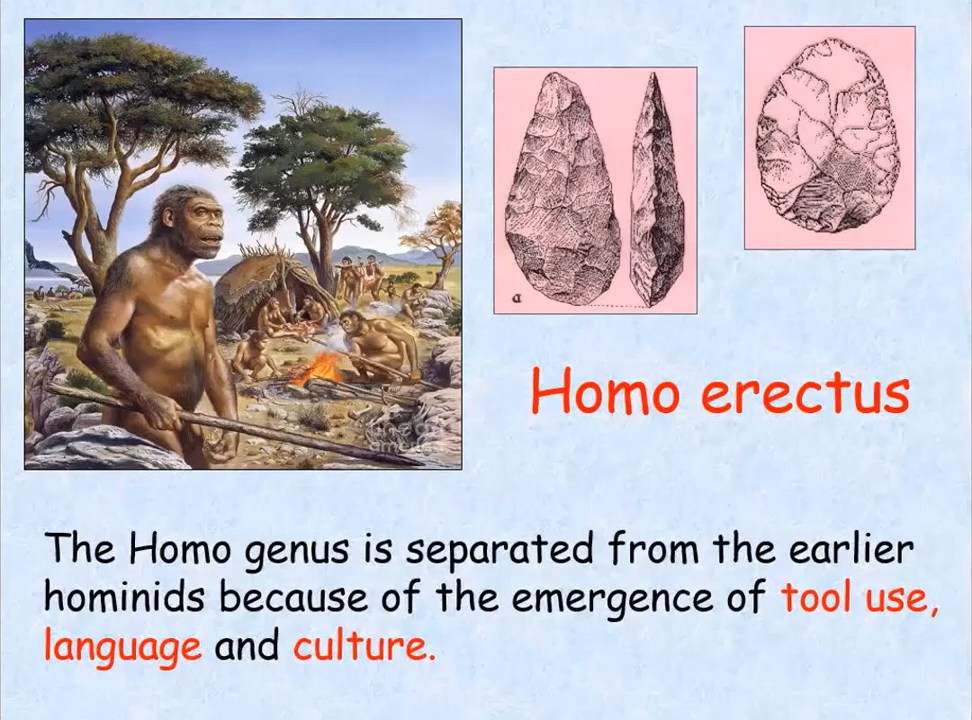 a
Homo erectus
The Homo genus is separated from the earlier
hominids because of the emergence of tool use,
language and culture.